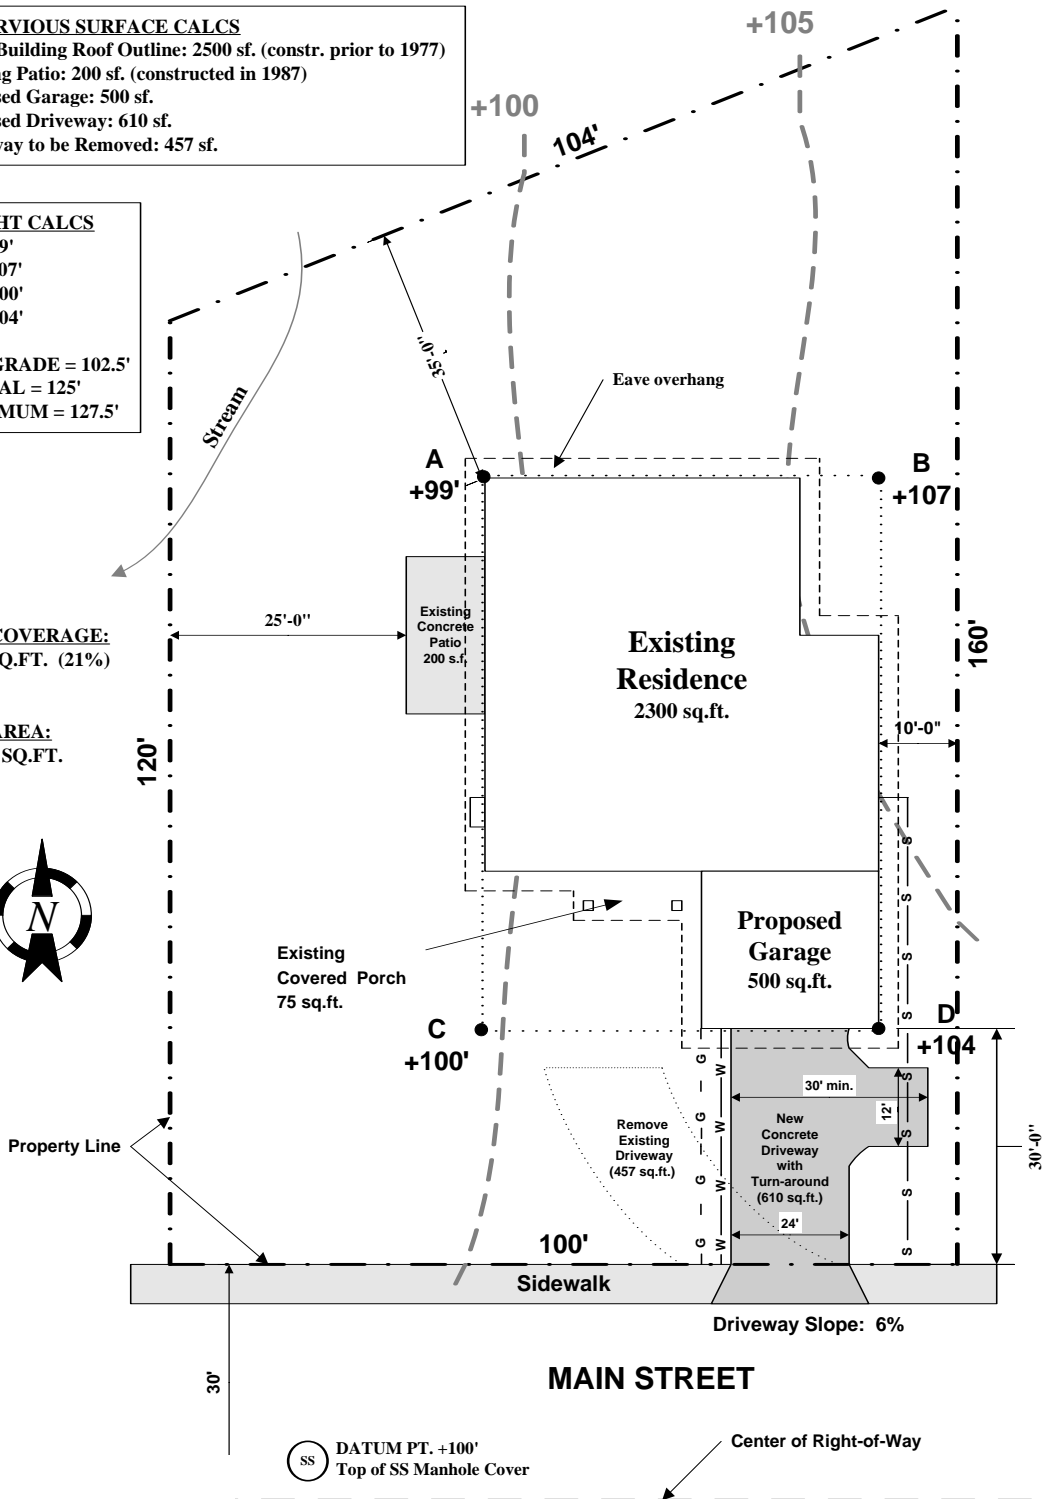 RVIOUS SURFACE CALCS
Building Roof Outline: 2500 sf. (constr. prior to 1977)
g Patio: 200 sf. (constructed in 1987)
sed Garage: 500 sf.
sed Driveway: 610 sf.
way to be Removed: 457 sf.
+105
+100
104'
HT CALCS
9'
07'
00'
04'
GRADE = 102.5'
AL = 125'
MUM = 127.5'
35'-0"
Stream
Eave overhang
A
+99'
B
+107
25'-0"
Existing
Concrete
Patio
200 s.f.
Existing
Residence
2300 sq.ft.
COVERAGE:
Q.FT. (21%)
160'
AREA:
SQ.FT.
120'
10'-0"
N
S
S
S
S
S
S
S
S
S
Proposed
Garage
500 sq.ft.
Existing
Covered Porch
75 sq.ft.
C
+100'
D
+104
G
G
G
G
W
W
W
W
30' min.
12'
Remove
Existing
Driveway
(457 sq.ft.)
New
Concrete
Driveway
with
Turn-around
(610 sq.ft.)
24'
30'-0"
Property Line
100'
Sidewalk
Driveway Slope: 6%
30'
MAIN STREET
SS
DATUM PT. +100'
Top of SS Manhole Cover
Center of Right-of-Way